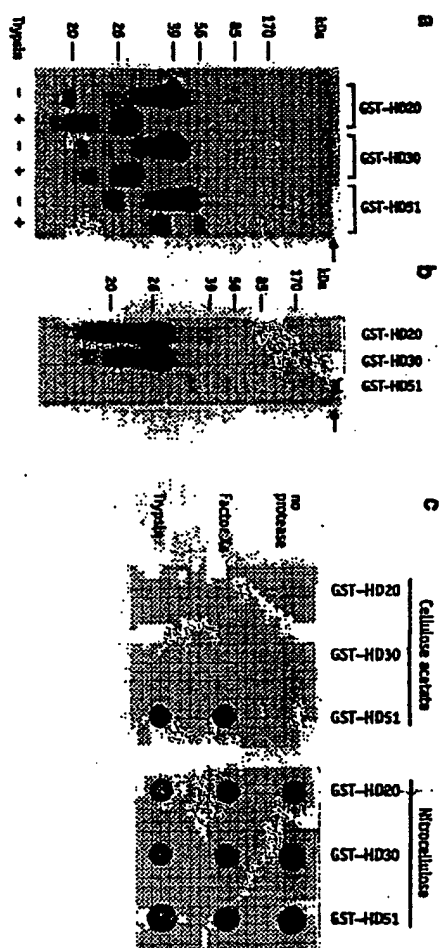 a
kDa
170 —
85 —
56 —
39 —
26 —
20 —
Trypsin
GST-HD20
GST-HD30
GST-HD51
- + - + - +
b
kDa
170 —
85 —
56 —
39 —
26 —
20 —
GST-HD20
GST-HD30
GST-HD51
c
Cellulose acetate
Nitrocellulose
GST-HD20
GST-HD30
GST-HD51
GST-HD20
GST-HD30
GST-HD51
no
protease
FactorXa
Trypsin